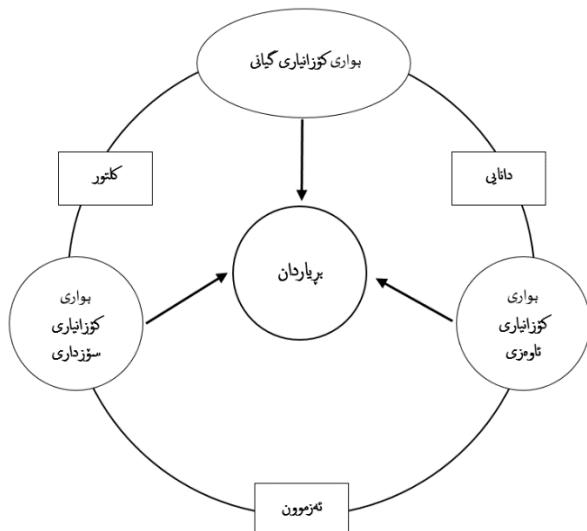 بواری کۆزانیاری گیانی
دانایی
کلتور
بڕیاردان
بواری
کۆزانیاری
ئاوەزی
بواری
کۆزانیاری
سۆزداری
ئەزموون